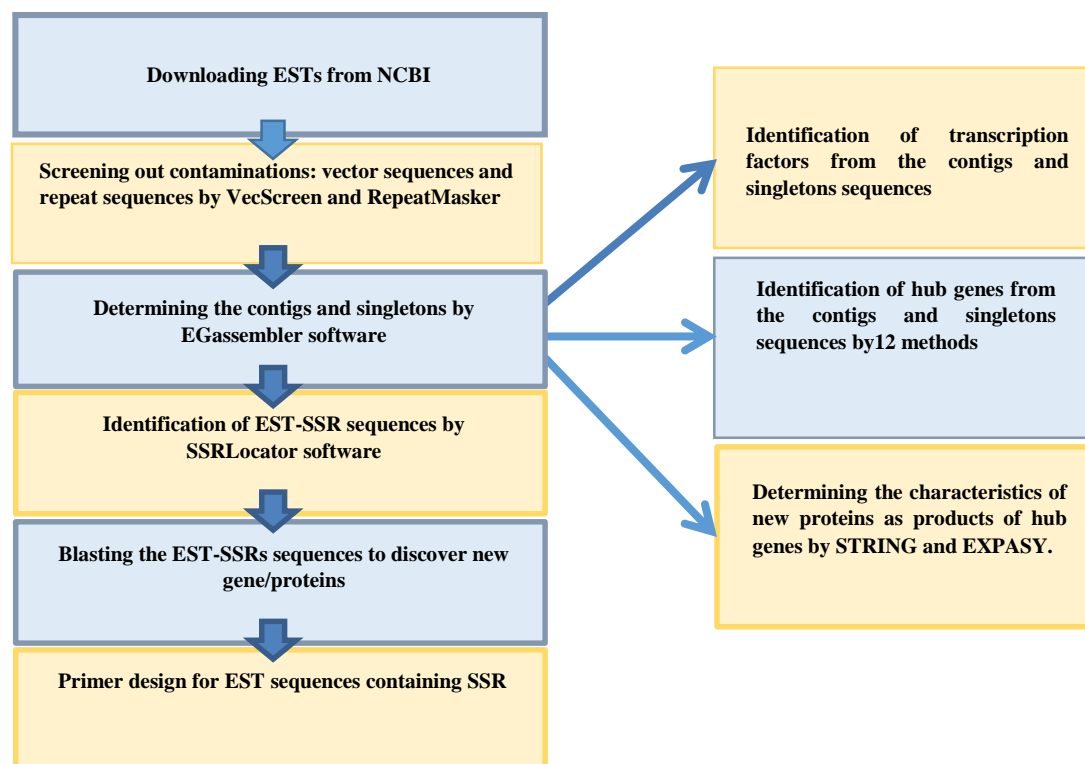 Downloading ESTs from NCBI
Screening out contaminations: vector sequences and
repeat sequences by VecScreen and RepeatMasker
Determining the contigs and singletons by
EGassembler software
Identification of EST-SSR sequences by
SSRLocator software
Blasting the EST-SSRs sequences to discover new
gene/proteins
Primer design for EST sequences containing SSR
Identification of transcription
factors from the contigs and
singletons sequences
Identification of hub genes from
the contigs and singletons
sequences by12 methods
Determining the characteristics of
new proteins as products of hub
genes by STRING and EXPASY.